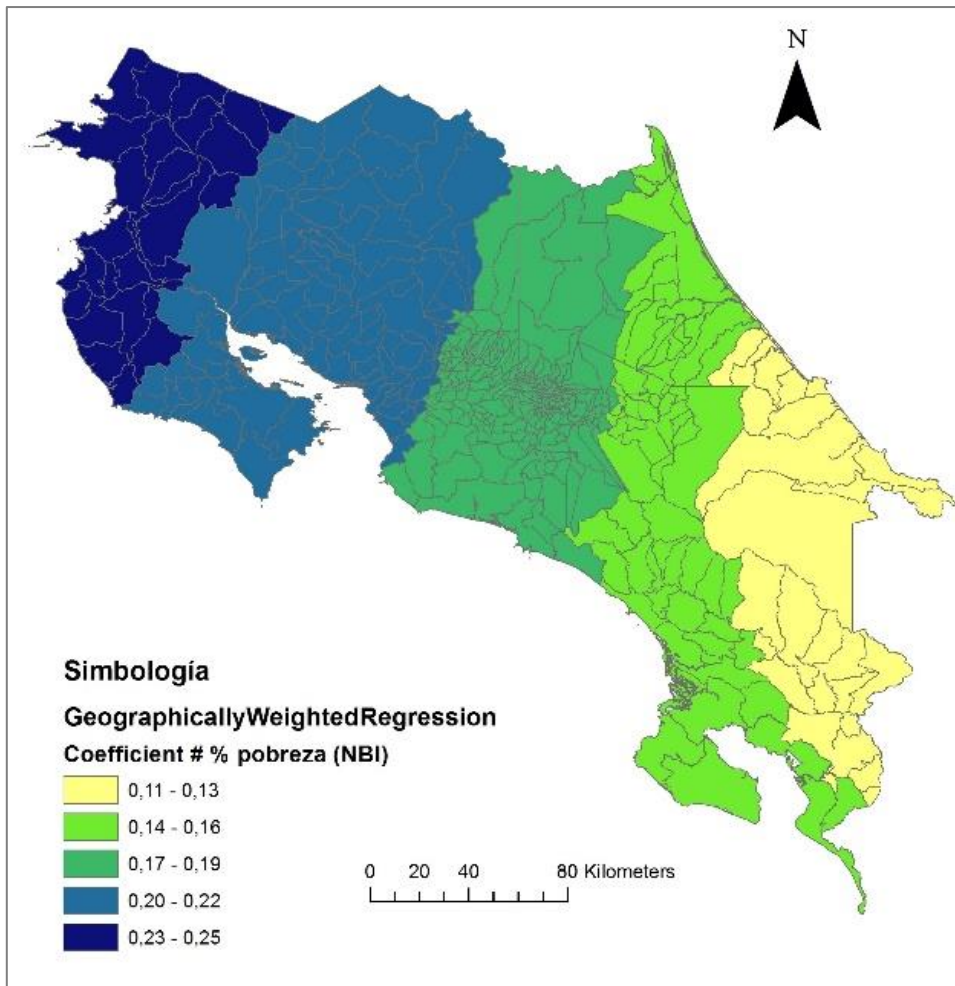 N
Simbología
GeographicallyWeightedRegression
Coefficient # % pobreza (NBI)
0,11 - 0,13
0,14 - 0,16
0,17 - 0,19
0,20 - 0,22
0,23 - 0,25
0 20 40 80 Kilometers